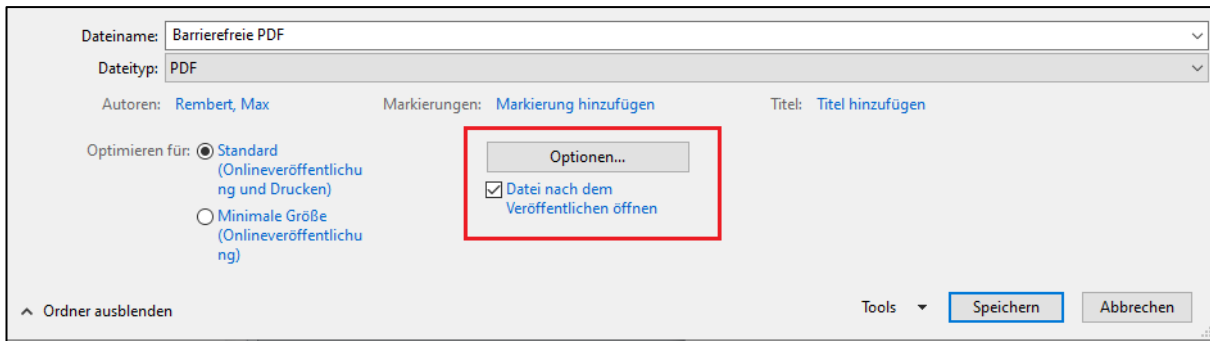 Dateiname: Barrierefreie PDF
Dateityp: PDF
Autoren: Rembert, Max Markierungen: Markierung hinzufügen Titel: Titel hinzufügen
Optimieren für: Standard
(Onlineveröffentlichu
ng und Drucken)
Minimale Größe
(Onlineveröffentlichu
ng)
Optionen...
Datei nach dem
Veröffentlichen öffnen
Ordner ausblenden
Tools Speichern Abbrechen